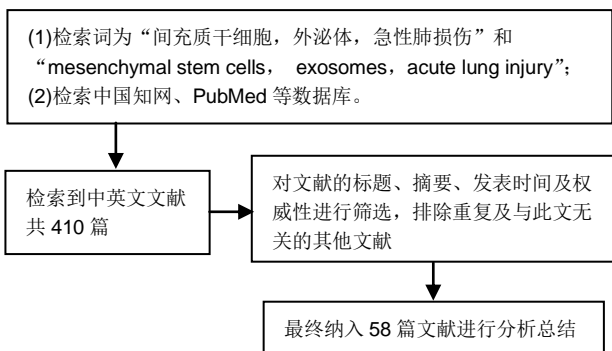 (1)检索词为“间充质干细胞，外泌体，急性肺损伤”和
“mesenchymal stem cells， exosomes，acute lung injury”；
(2)检索中国知网、PubMed 等数据库。
检索到中英文文献
共 410 篇
对文献的标题、摘要、发表时间及权
威性进行筛选，排除重复及与此文无
关的其他文献
最终纳入 58 篇文献进行分析总结